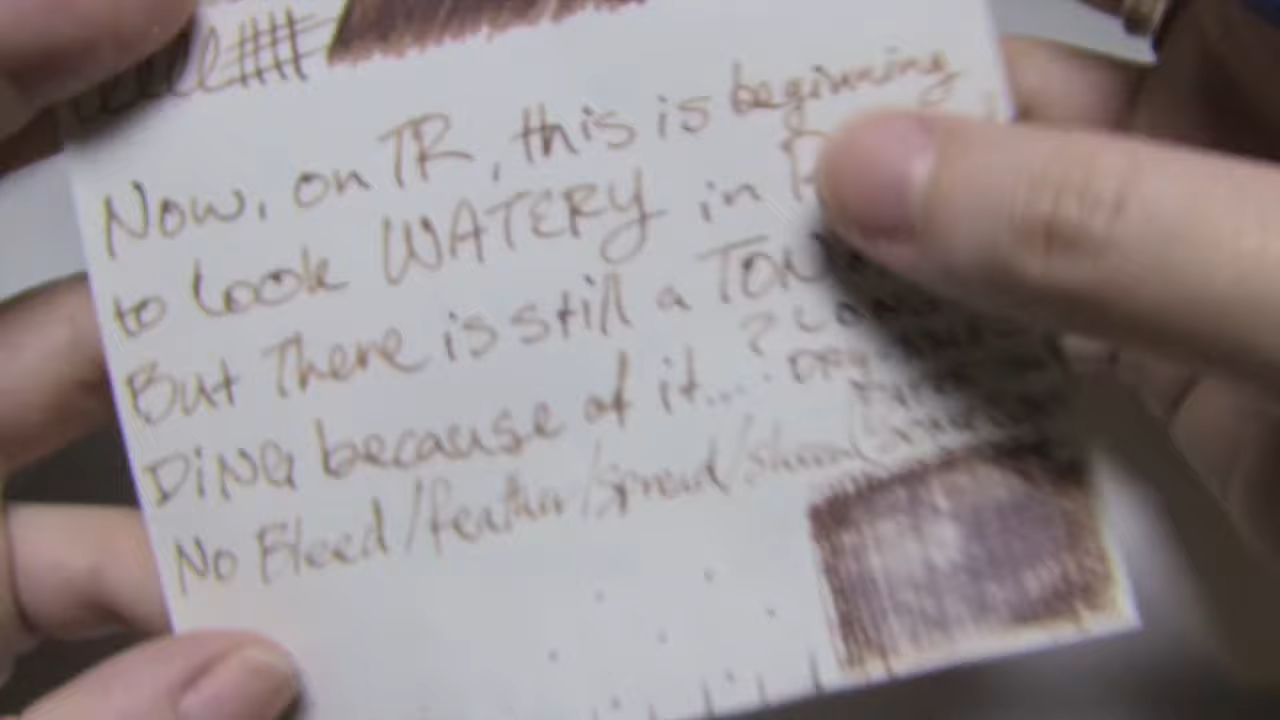 Now, on TR, this is beginning
to look WATERY in
But There is still a TON
DiNG because of it...?
No Bleed/feather/spread/